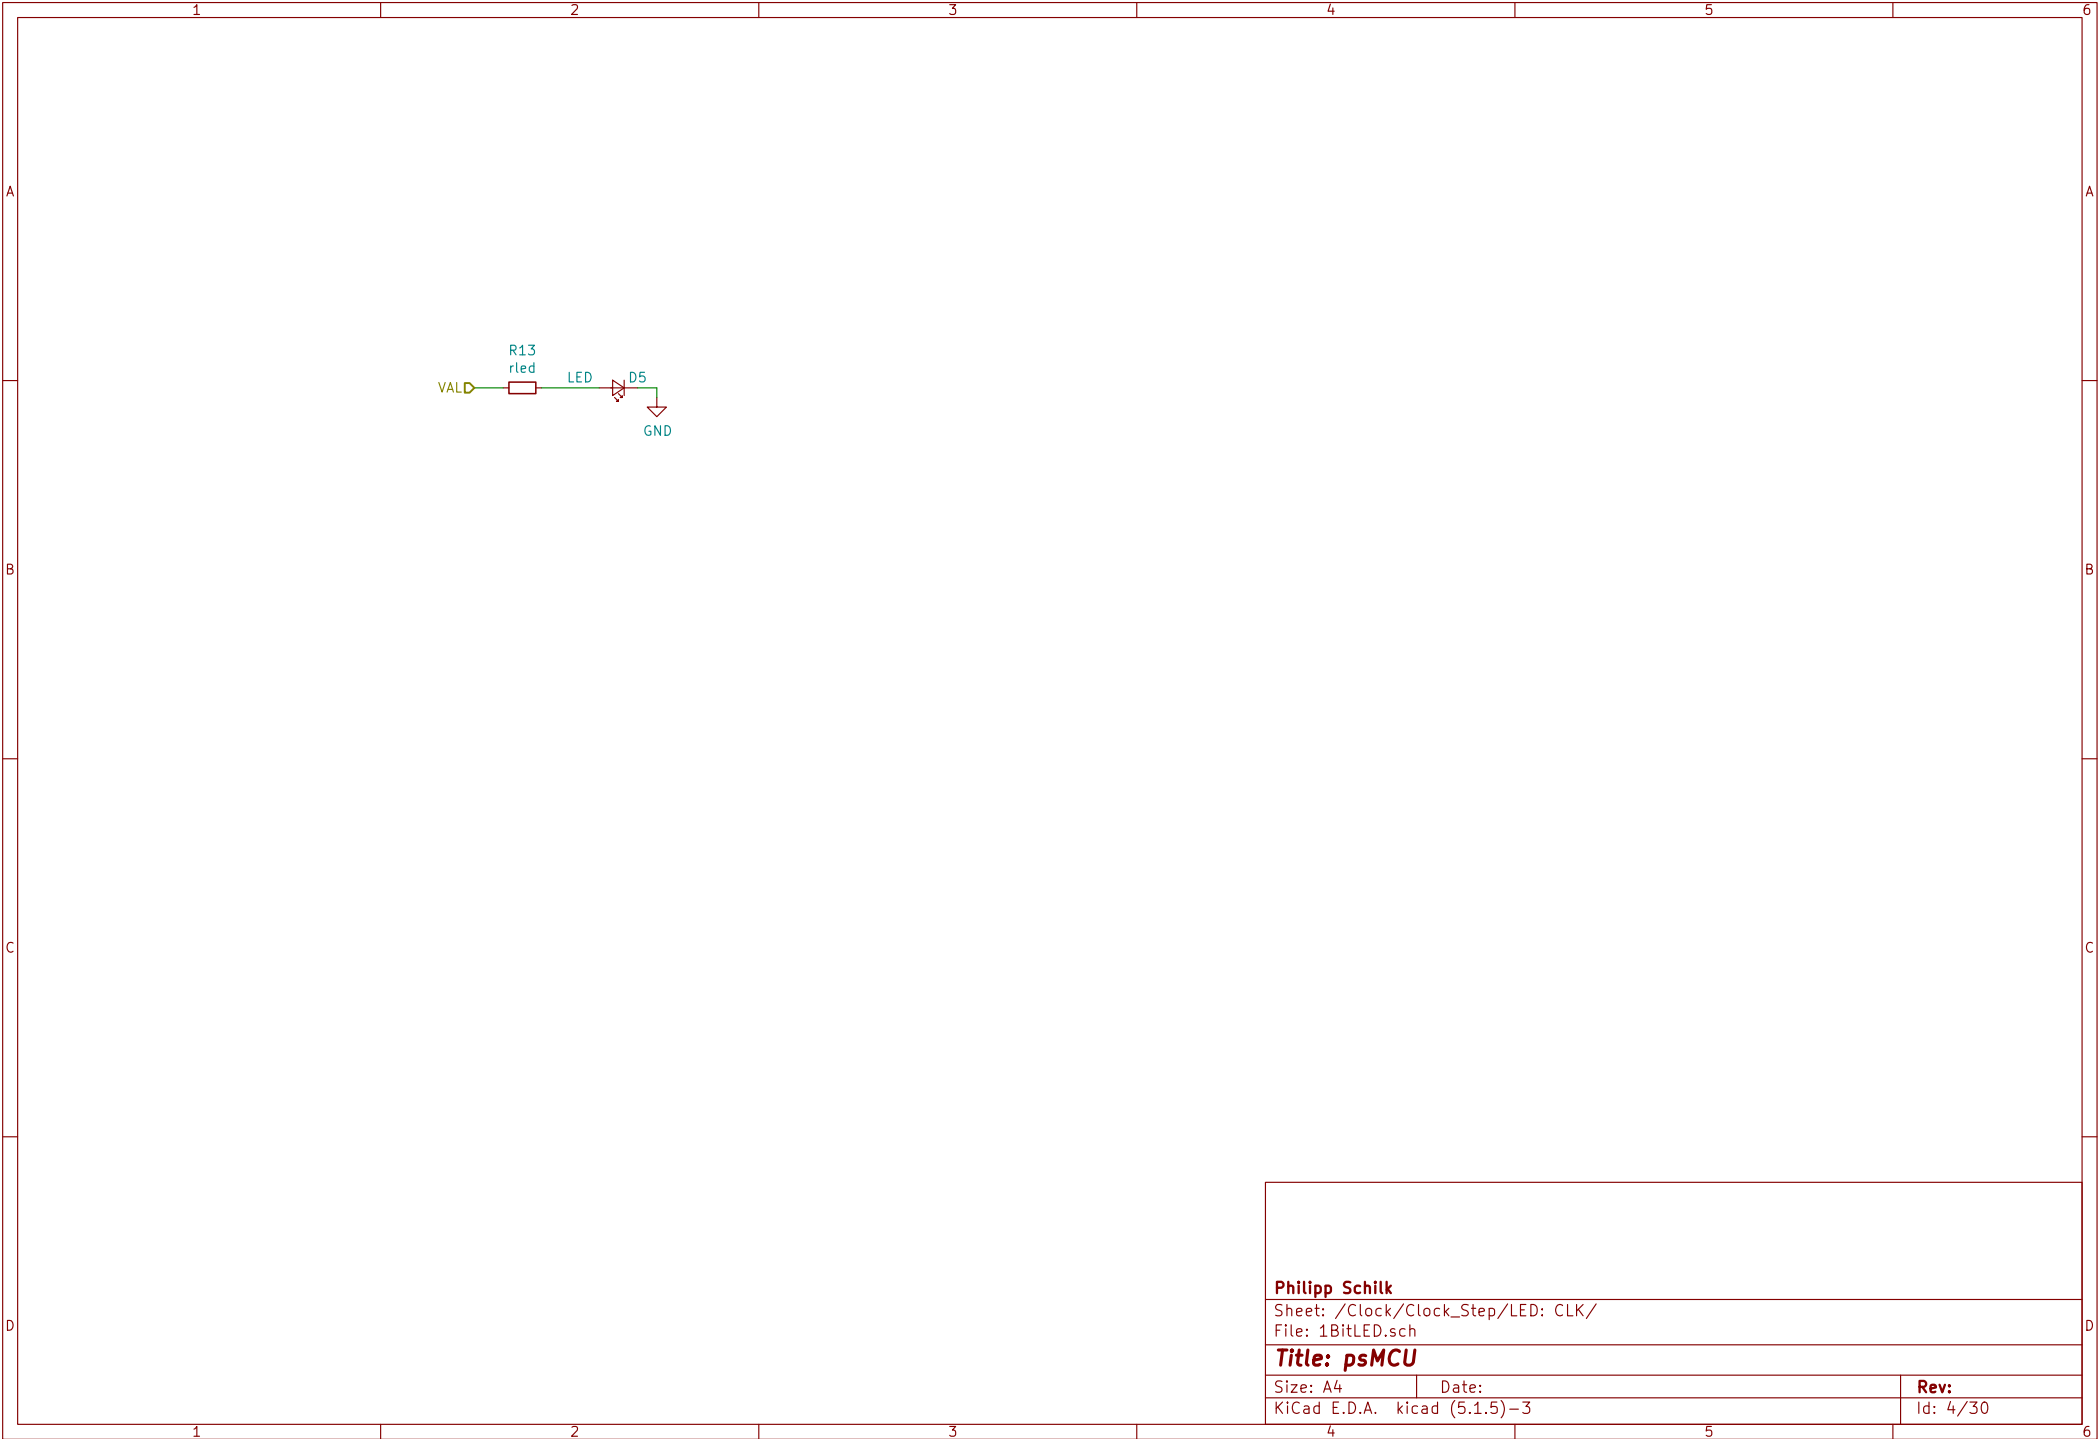 1 2 3 4 5 6
A A
R13
rled
VAL LED D5
GND
B B
C C
Philipp Schilk
Sheet: /Clock/Clock_Step/LED: CLK/
File: 1BitLED.sch
D D
Title: psMCU
Size: A4 Date: Rev:
KiCad E.D.A. kicad (5.1.5)-3 Id: 4/30
1 2 3 4 5 6